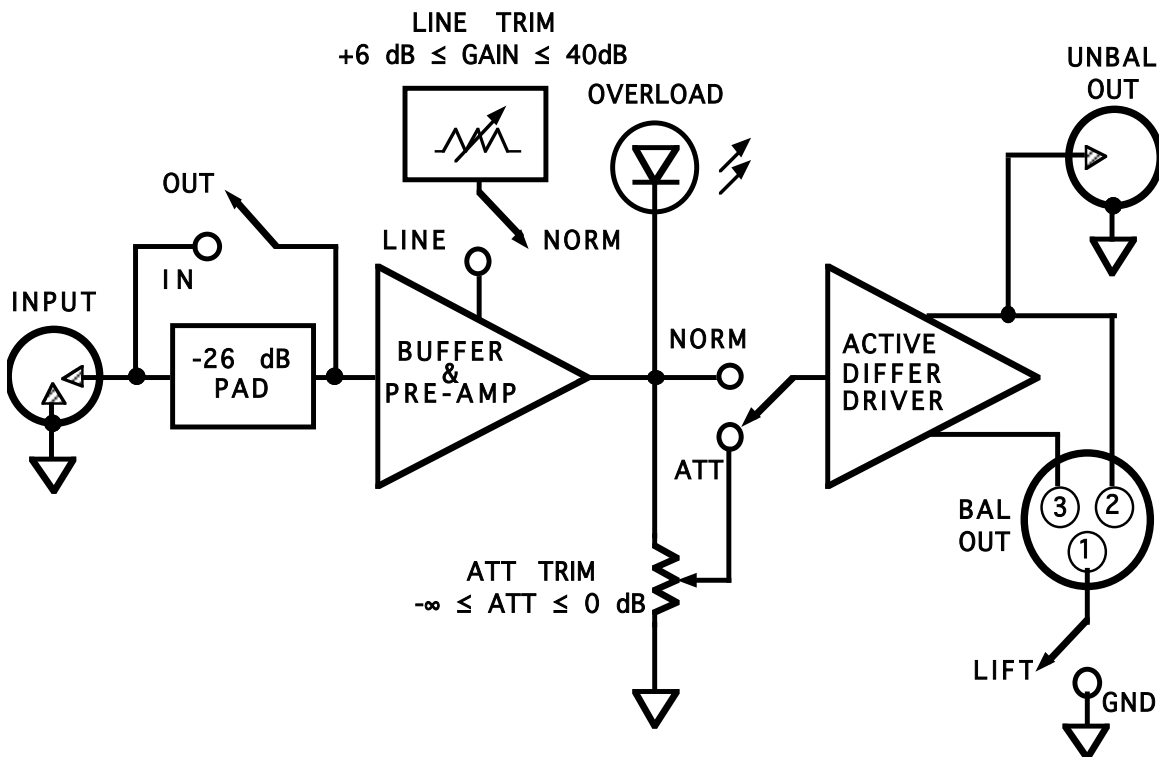 LINE TRIM
+6 dB ≤ GAIN ≤ 40dB
OVERLOAD
UNBAL
OUT
OUT
LINE
NORM
IN
INPUT
-26 dB
PAD
BUFFER
&
PRE-AMP
NORM
ATT
ACTIVE
DIFFER
DRIVER
BAL
OUT
3
2
1
ATT TRIM
-∞ ≤ ATT ≤ 0 dB
LIFT
GND